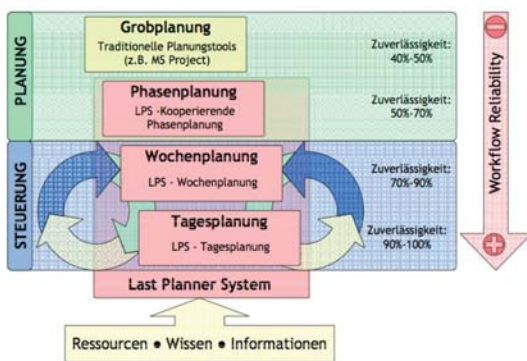 PLANUNG
Grobplanung
Traditionelle Planungstools
(z.B. MS Project)
Zuverlässigkeit:
40%-50%
Phasenplanung
LPS -Kooperierende
Phasenplanung
Zuverlässigkeit:
50%-70%
STEUERUNG
Wochenplanung
LPS - Wochenplanung
Zuverlässigkeit:
70%-90%
Tagesplanung
LPS - Tagesplanung
Zuverlässigkeit:
90%-100%
Last Planner System
Ressourcen ● Wissen ● Informationen
Workflow Reliability